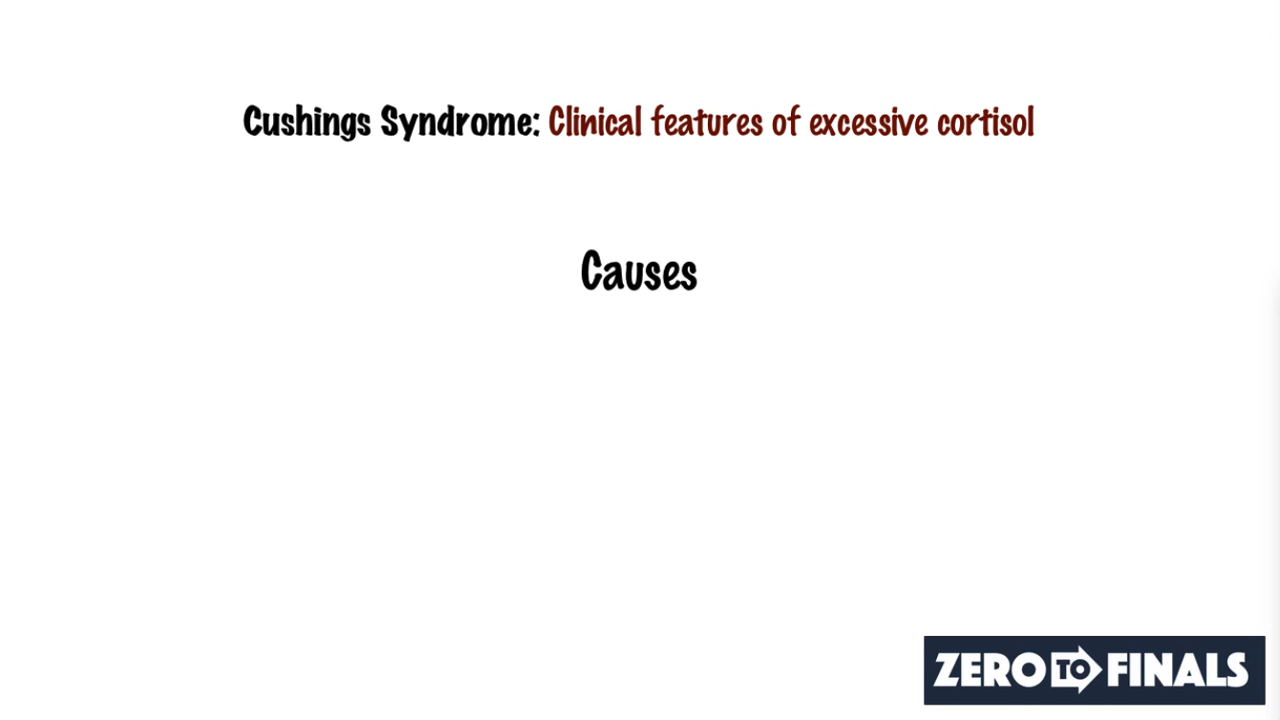 Cushings Syndrome: Clinical features of excessive cortisol
Causes
ZERO TO FINALS